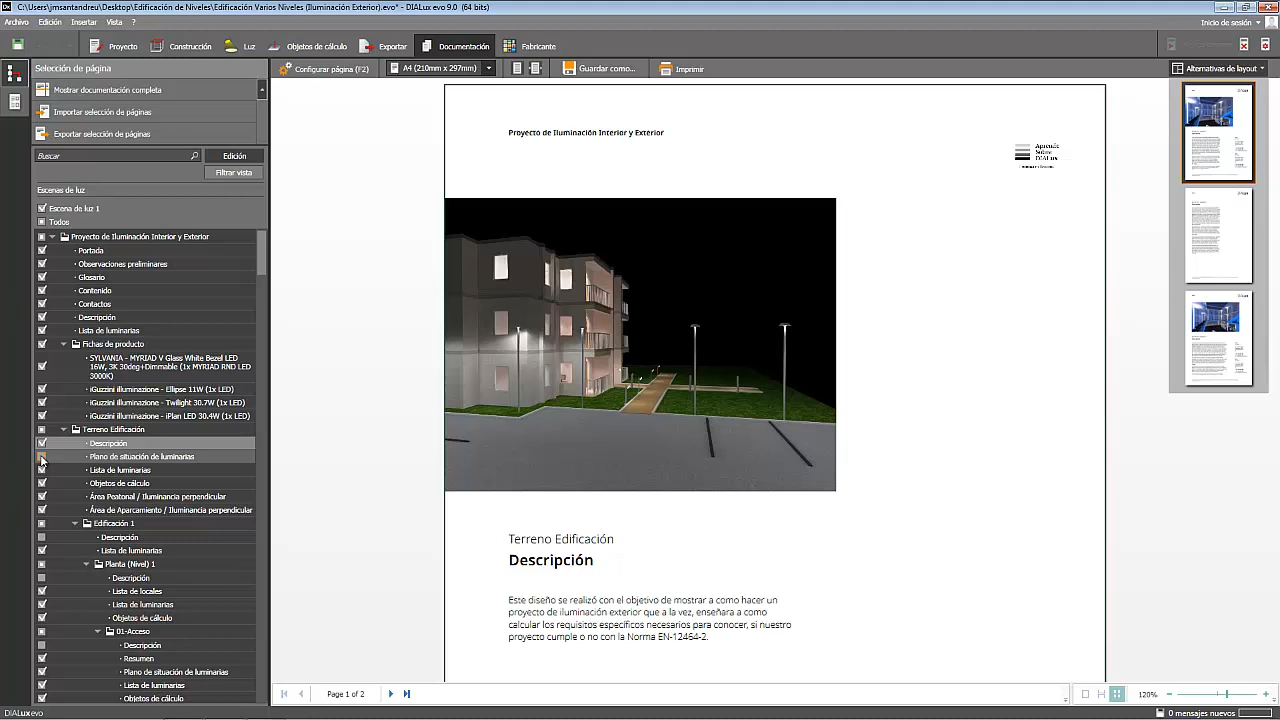 C:\Users\jmsantandreu\Desktop\Edificación de Niveles\Edificación Varios Niveles (Iluminación Exterior).evo* - DIALux evo 9.0 (64 bits)
Archivo Edición Insertar Vista ?
Inicio de sesión
Proyecto Construcción Luz Objetos de cálculo Exportar Documentación Fabricante
Selección de página
Configurar página (F2) A4 (210mm x 297mm) Guardar como... Imprimir
Alternativas de layout
Mostrar documentación completa
Importar selección de páginas
Exportar selección de páginas
Buscar
Edición
Filtrar vista
Escenas de luz
Escena de luz 1
Todos
Proyecto de Iluminación Interior y Exterior
· Portada
· Observaciones preliminares
· Glosario
· Contenido
· Contactos
· Descripción
· Lista de luminarias
Fichas de producto
· SYLVANIA - MYRIAD V Glass White Bezel LED
16W, 3K 30deg+Dimmable (1x MYRIAD RND LED
3000K)
· iGuzzini illuminazione - Ellipse 11W (1x LED)
· iGuzzini illuminazione - Twilight 30.7W (1x LED)
· iGuzzini illuminazione - iPlan LED 30.4W (1x LED)
Terreno Edificación
· Descripción
· Plano de situación de luminarias
· Lista de luminarias
· Objetos de cálculo
· Área Peatonal / Iluminancia perpendicular
· Área de Aparcamiento / Iluminancia perpendicular
Edificación 1
· Descripción
· Lista de luminarias
Planta (Nivel) 1
· Descripción
· Lista de locales
· Lista de luminarias
· Objetos de cálculo
01-Acceso
· Descripción
· Resumen
· Plano de situación de luminarias
· Lista de luminarias
· Objetos de cálculo
Proyecto de Iluminación Interior y Exterior
Aprende
Sobre
DIALux
Terreno Edificación
Descripción
Este diseño se realizó con el objetivo de mostrar a como hacer un
proyecto de iluminación exterior que a la vez, enseñara a como
calcular los requisitos específicos necesarios para conocer, si nuestro
proyecto cumple o no con la Norma EN-12464-2.
Page 1 of 2
120%
DIALux evo
0 mensajes nuevos